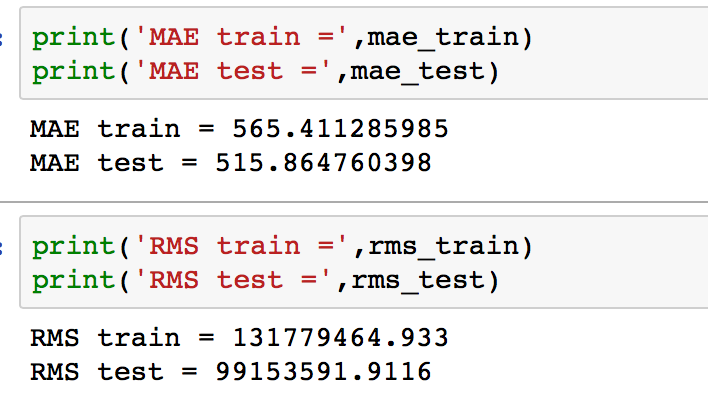 : print('MAE train =',mae_train)
print('MAE test =',mae_test)
MAE train = 565.411285985
MAE test = 515.864760398
: print('RMS train =',rms_train)
print('RMS test =',rms_test)
RMS train = 131779464.933
RMS test = 99153591.9116